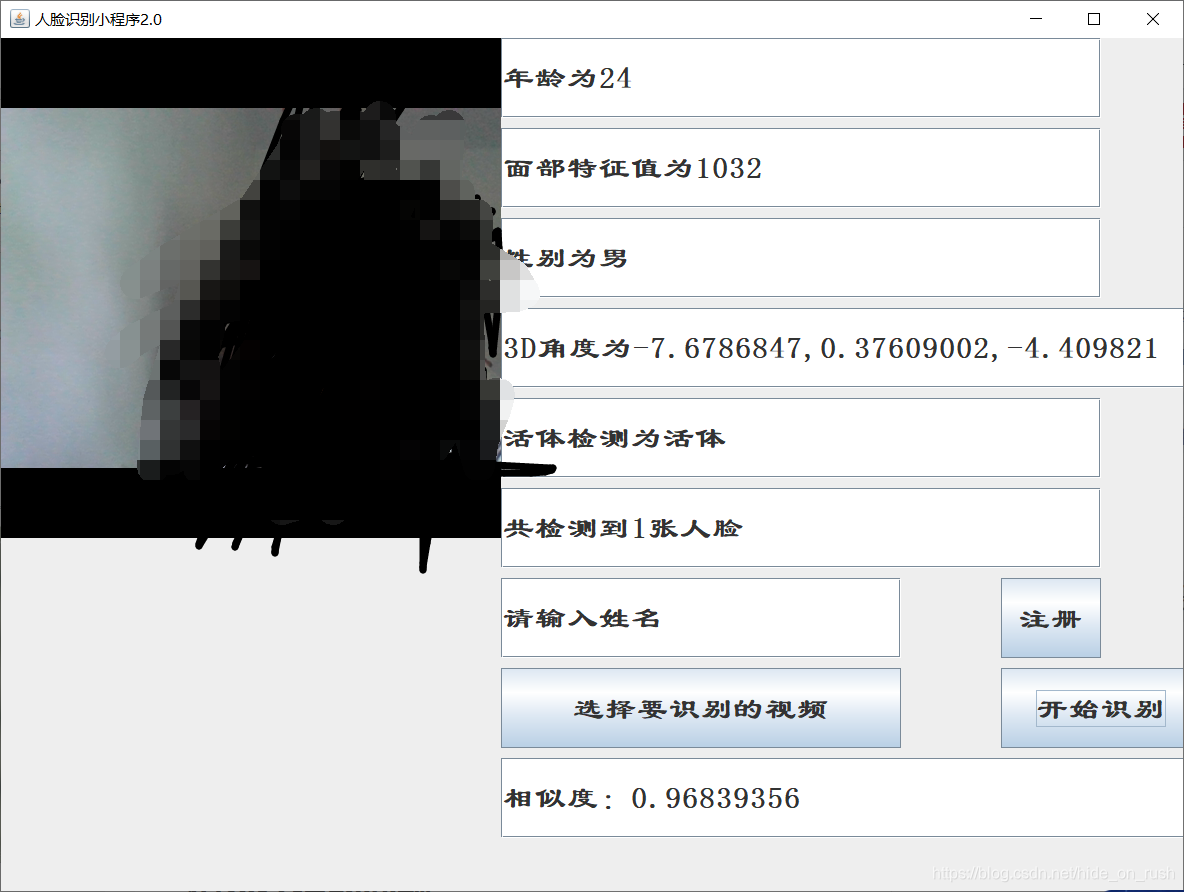 人脸识别小程序2.0
年龄为24
面部特征值为1032
性别为男
3D角度为-7.6786847,0.37609002,-4.409821
活体检测为活体
共检测到1张人脸
请输入姓名
注册
选择要识别的视频
开始识别
相似度：0.96839356
https://blog.csdn.net/hide_on_rush